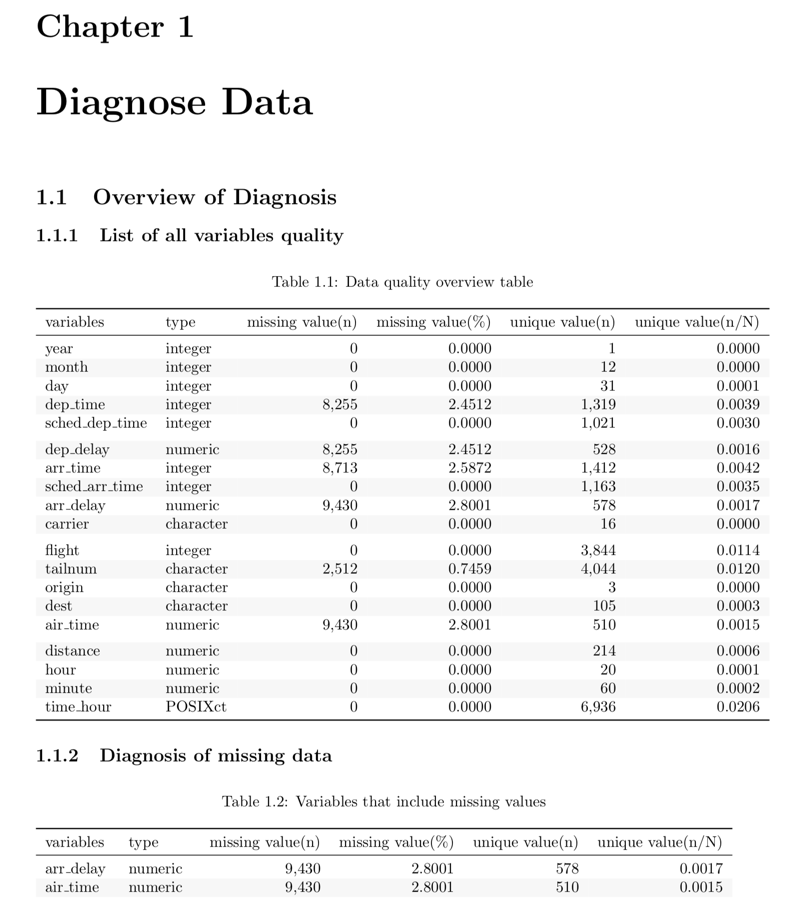 Chapter 1
Diagnose Data
1.1 Overview of Diagnosis
1.1.1 List of all variables quality
Table 1.1: Data quality overview table
variables type missing value(n) missing value(%) unique value(n) unique value(n/N)
year integer 0 0.0000 1 0.0000
month integer 0 0.0000 12 0.0000
day integer 0 0.0000 31 0.0001
dep_time integer 8,255 2.4512 1,319 0.0039
sched_dep_time integer 0 0.0000 1,021 0.0030
dep_delay numeric 8,255 2.4512 528 0.0016
arr_time integer 8,713 2.5872 1,412 0.0042
sched_arr_time integer 0 0.0000 1,163 0.0035
arr_delay numeric 9,430 2.8001 578 0.0017
carrier character 0 0.0000 16 0.0000
flight integer 0 0.0000 3,844 0.0114
tailnum character 2,512 0.7459 4,044 0.0120
origin character 0 0.0000 3 0.0000
dest character 0 0.0000 105 0.0003
air_time numeric 9,430 2.8001 510 0.0015
distance numeric 0 0.0000 214 0.0006
hour numeric 0 0.0000 20 0.0001
minute numeric 0 0.0000 60 0.0002
time_hour POSIXct 0 0.0000 6,936 0.0206
1.1.2 Diagnosis of missing data
Table 1.2: Variables that include missing values
variables type missing value(n) missing value(%) unique value(n) unique value(n/N)
arr_delay numeric 9,430 2.8001 578 0.0017
air_time numeric 9,430 2.8001 510 0.0015